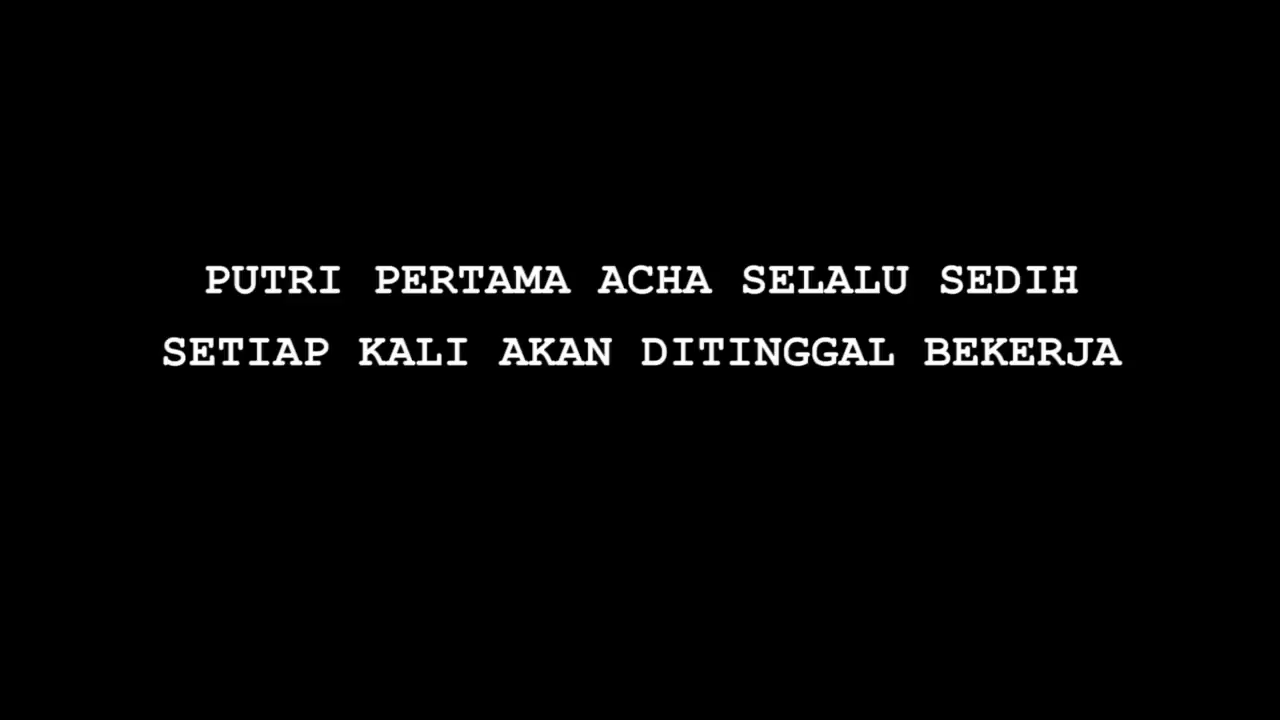 PUTRI PERTAMA ACHA SELALU SEDIH
SETIAP KALI AKAN DITINGGAL BEKERJA